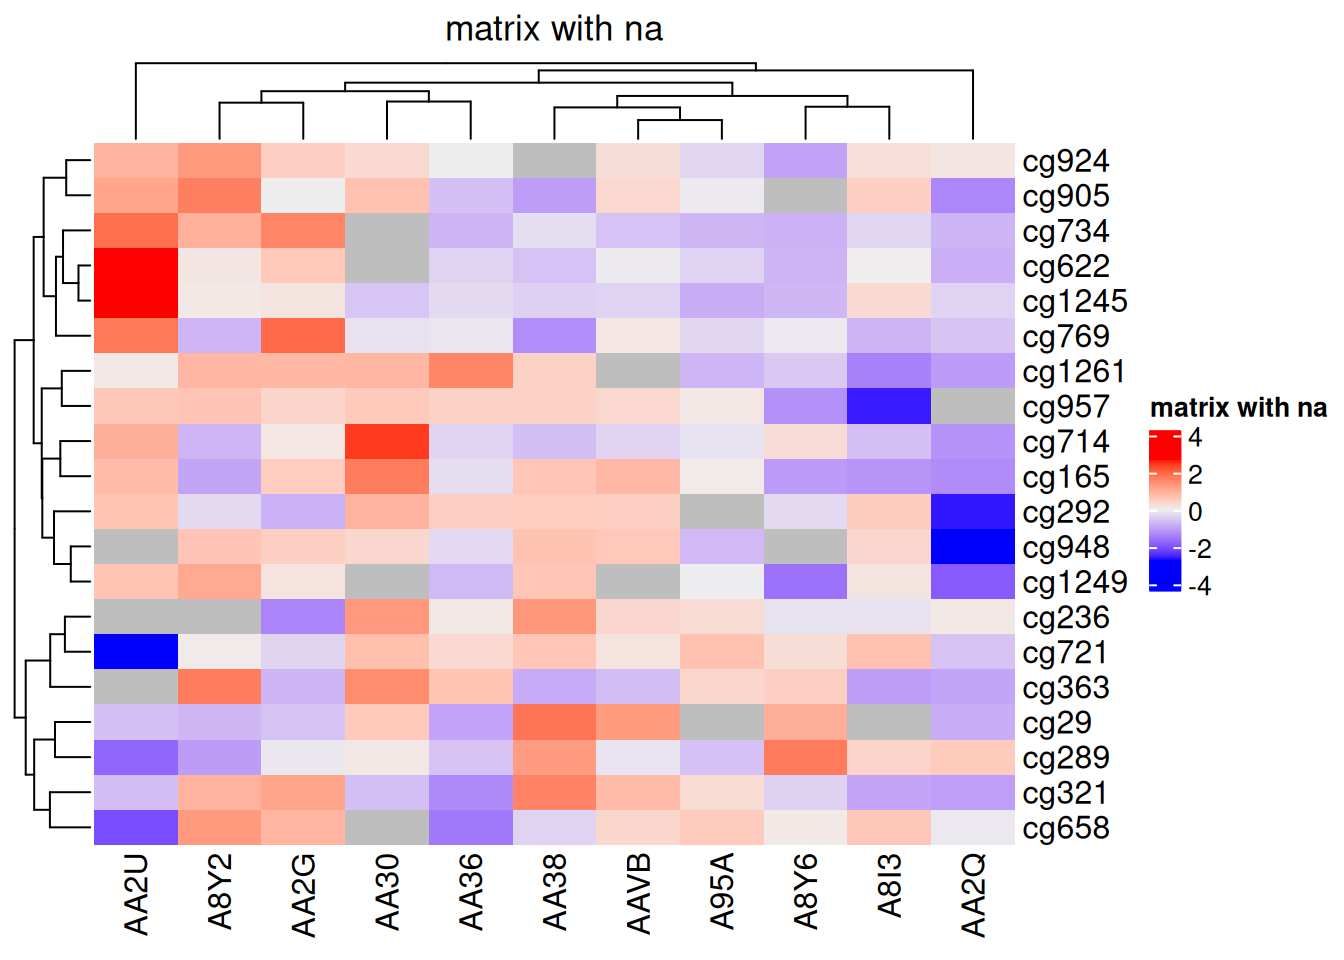 matrix with na
cg924
cg905
cg734
cg622
cg1245
cg769
cg1261
cg957
cg714
cg165
cg292
cg948
cg1249
cg236
cg721
cg363
cg29
cg289
cg321
cg658
AA2U
A8Y2
AA2G
AA30
AA36
AA38
AAVB
A95A
A8Y6
A8I3
AA2Q
matrix with na
4
2
0
-2
-4